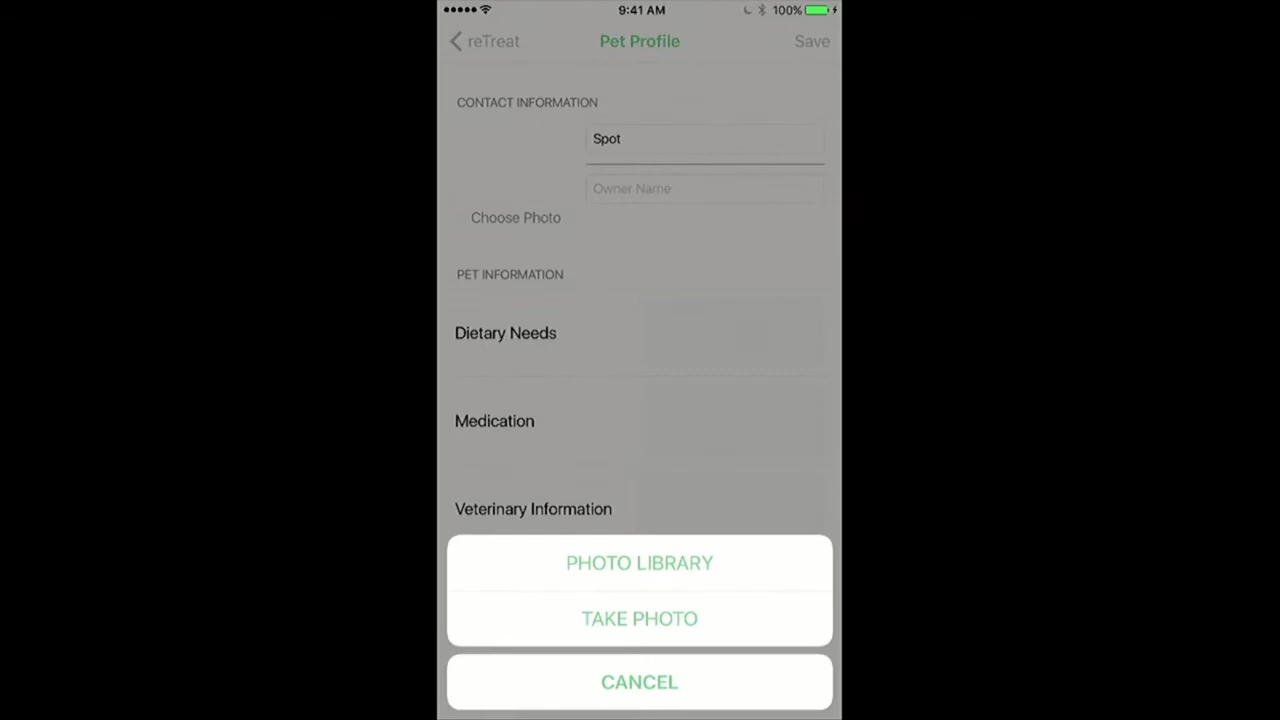 9:41 AM 100%
reTreat Pet Profile Save
CONTACT INFORMATION
Spot
Owner Name
Choose Photo
PET INFORMATION
Dietary Needs
Medication
Veterinary Information
PHOTO LIBRARY
TAKE PHOTO
CANCEL